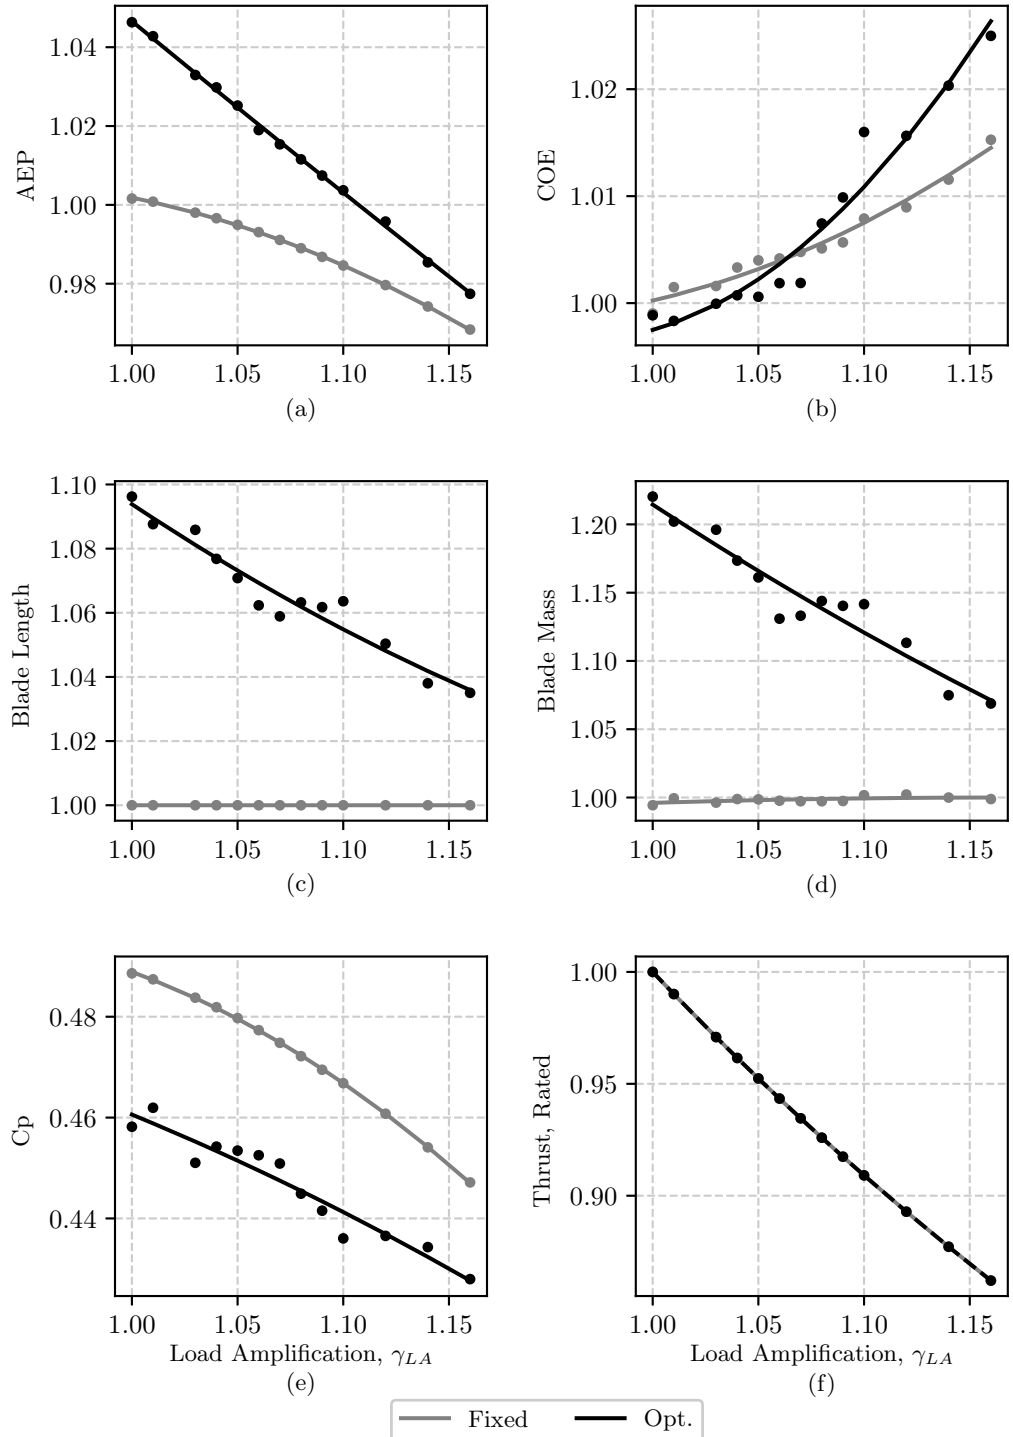 AEP
1.04
1.02
1.00
0.98
1.00 1.05 1.10 1.15
(a)
COE
1.02
1.01
1.00
1.00 1.05 1.10 1.15
(b)
Blade Length
1.10
1.08
1.06
1.04
1.02
1.00
1.00 1.05 1.10 1.15
(c)
Blade Mass
1.20
1.15
1.10
1.05
1.00
1.00 1.05 1.10 1.15
(d)
Cp
0.48
0.46
0.44
1.00 1.05 1.10 1.15
Load Amplification, γ_{LA}
(e)
Thrust, Rated
1.00
0.95
0.90
1.00 1.05 1.10 1.15
Load Amplification, γ_{LA}
(f)
Fixed Opt.